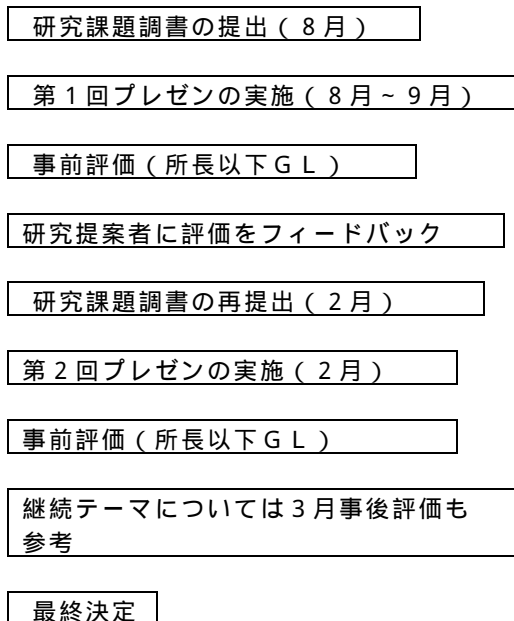 研究課題調書の提出（8月）
第1回プレゼンの実施（8月~9月）
事前評価（所長以下GL）
研究提案者に評価をフィードバック
研究課題調書の再提出（2月）
第2回プレゼンの実施（2月）
事前評価（所長以下GL）
継続テーマについては3月事後評価も
参考
最終決定